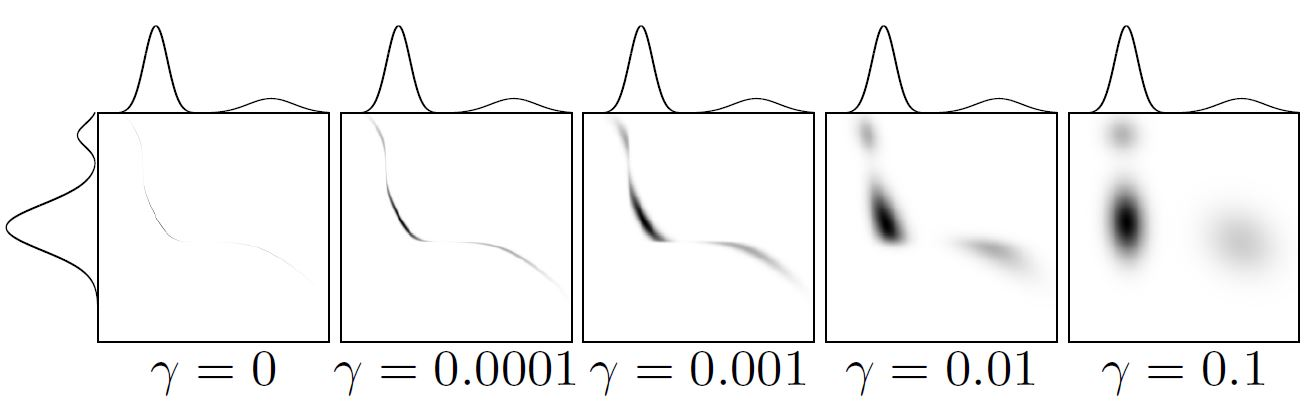 γ = 0 γ = 0.0001 γ = 0.001 γ = 0.01 γ = 0.1